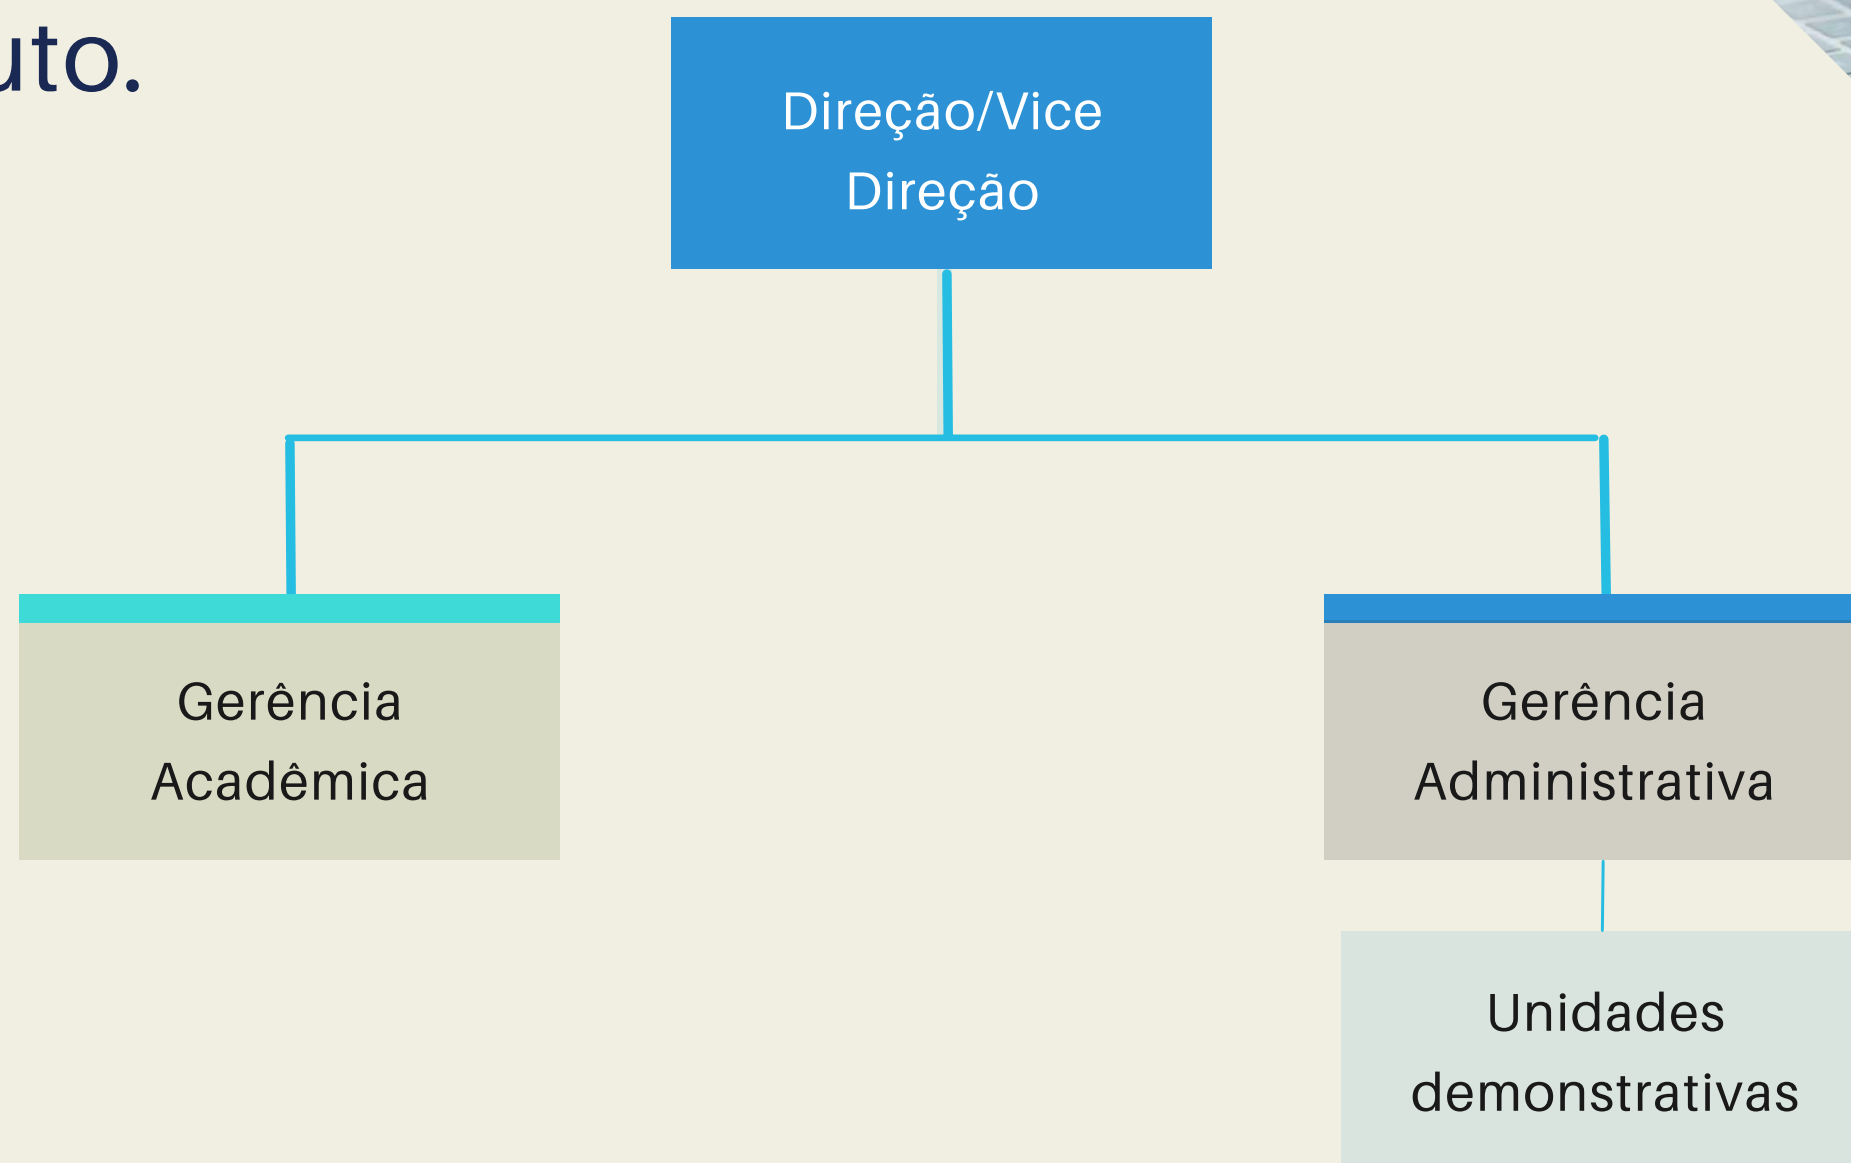 uto.
Direção/Vice
Direção
Gerência
Acadêmica
Gerência
Administrativa
Unidades
demonstrativas